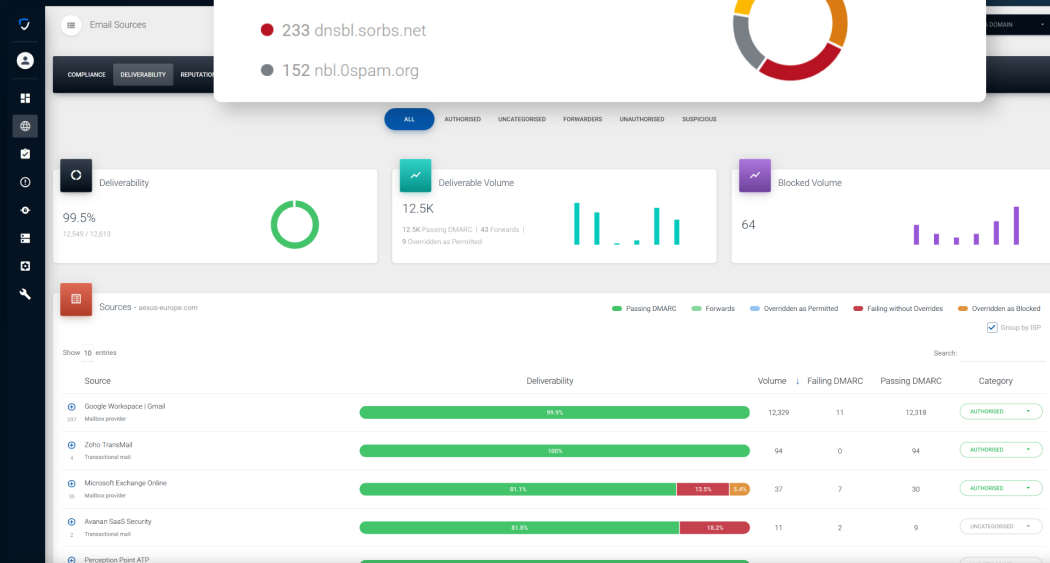 Email Sources
233 dnsbl.sorbs.net
152 nbl.0spam.org
DOMAIN
COMPLIANCE
DELIVERABILITY
ALL
AUTHORISED
UNCATEGORISED
FORWARDERS
UNAUTHORISED
SUSPICIOUS
Deliverability
99.5%
12,549 / 12,613
Deliverable Volume
12.5K
12.5K Passing DMARC | 43 Forwards |
9 Overridden as Permitted
Blocked Volume
64
Sources - aexus-europe.com
Passing DMARC
Forwards
Overridden as Permitted
Failing without Overrides
Overridden as Blocked
Group by ISP
Show 10 entries
Search:
Source
Deliverability
Volume ↓
Failing DMARC
Passing DMARC
Category
Google Workspace | Gmail
397 Mailbox provider
99.9%
12,329
11
12,318
AUTHORISED
Zoho TransMail
4 Transactional mail
100%
94
0
94
AUTHORISED
Microsoft Exchange Online
36 Mailbox provider
81.1%
13.5%
5.4%
37
7
30
AUTHORISED
Avanan SaaS Security
2 Transactional mail
81.8%
18.2%
11
2
9
UNCATEGORISED
Perception Point ATP